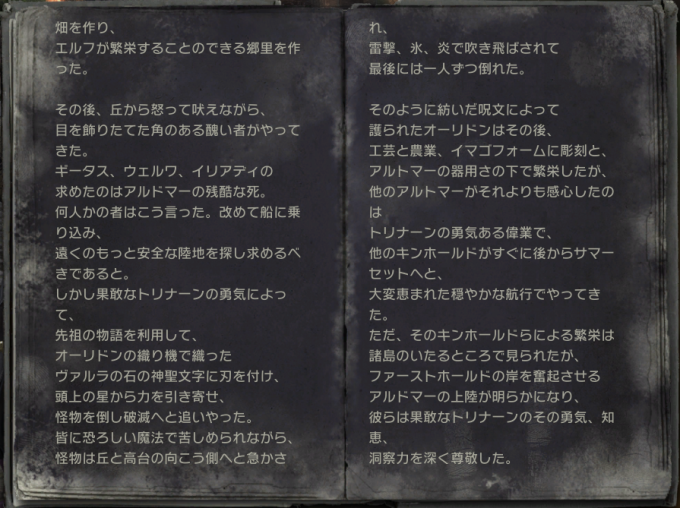 畑を作り、
エルフが繁栄することのできる郷里を作
った。
その後、丘から怒って吠えながら、
目を飾りたてた角のある醜い者がやって
きた。
ギータス、ウェルワ、イリアディの
求めたのはアルドマーの残酷な死。
何人かの者はこう言った。改めて船に乗
り込み、
遠くのもっと安全な陸地を探し求めるべ
きであると。
しかし果敢なトリナーンの勇気によっ
て、
先祖の物語を利用して、
オーリドンの織り機で織った
ヴァルラの石の神聖文字に刃を付け、
頭上の星から力を引き寄せ、
怪物を倒し破滅へと追いやった。
皆に恐ろしい魔法で苦しめられながら、
怪物は丘と高台の向こう側へと急かさ
れ、
雷撃、氷、炎で吹き飛ばされて
最後には一人ずつ倒れた。
そのように紡いだ呪文によって
護られたオーリドンはその後、
工芸と農業、イマゴフォームに彫刻と、
アルトマーの器用さの下で繁栄したが、
他のアルトマーがそれよりも感心したの
は
トリナーンの勇気ある偉業で、
他のキンホールドがすぐに後からサマー
セットへと、
大変恵まれた穏やかな航行でやってき
た。
ただ、そのキンホールドらによる繁栄は
諸島のいたるところで見られたが、
ファーストホールドの岸を奮起させる
アルドマーの上陸が明らかになり、
彼らは果敢なトリナーンのその勇気、知
恵、
洞察力を深く尊敬した。